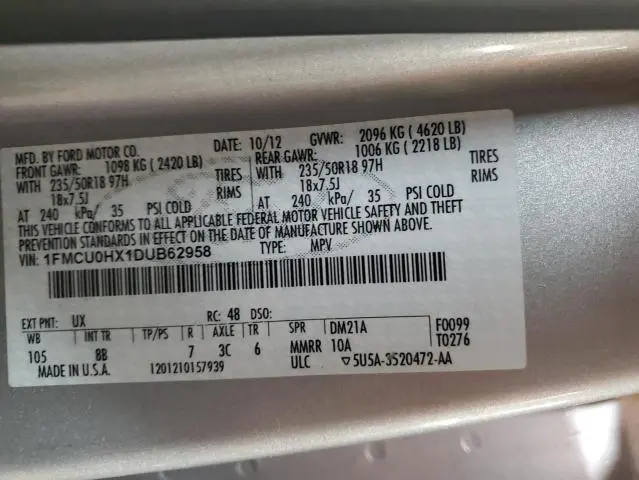 MFD. BY FORD MOTOR CO. DATE: 10/12 GVWR: 2096 KG ( 4620 LB)
FRONT GAWR: 1098 KG ( 2420 LB) REAR GAWR: 1006 KG ( 2218 LB)
WITH 235/50R18 97H TIRES WITH 235/50R18 97H TIRES
18x7.5J RIMS 18x7.5J RIMS
AT 240 kPa/ 35 PSI COLD AT 240 kPa/ 35 PSI COLD
THIS VEHICLE CONFORMS TO ALL APPLICABLE FEDERAL MOTOR VEHICLE SAFETY AND THEFT
PREVENTION STANDARDS IN EFFECT ON THE DATE OF MANUFACTURE SHOWN ABOVE.
VIN: 1FMCU0HX1DUB62958 TYPE: MPV
EXT PNT: UX RC: 48 DSO:
WB INT TR TP/PS R AXLE TR SPR DM21A F0099
105 8B 7 3C 6 MMRR 10A T0276
MADE IN U.S.A. 1201210157939 ULC ▽5U5A-3520472-AA